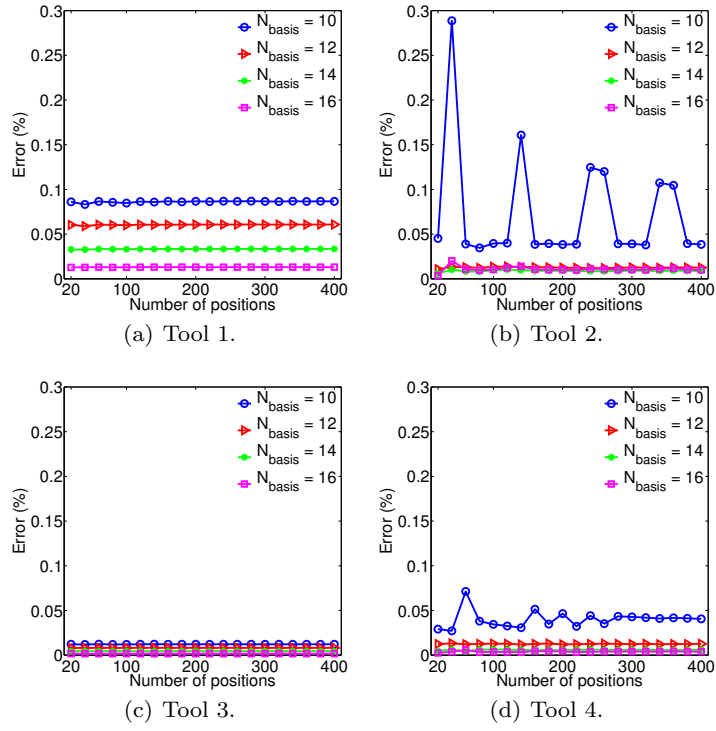 0.3
0.25
0.2
0.15
0.1
0.05
0
Error (%)
N_basis = 10
N_basis = 12
N_basis = 14
N_basis = 16
20 100 200 300 400
Number of positions
(a) Tool 1.
0.3
0.25
0.2
0.15
0.1
0.05
0
Error (%)
N_basis = 10
N_basis = 12
N_basis = 14
N_basis = 16
20 100 200 300 400
Number of positions
(b) Tool 2.
0.3
0.25
0.2
0.15
0.1
0.05
0
Error (%)
N_basis = 10
N_basis = 12
N_basis = 14
N_basis = 16
20 100 200 300 400
Number of positions
(c) Tool 3.
0.3
0.25
0.2
0.15
0.1
0.05
0
Error (%)
N_basis = 10
N_basis = 12
N_basis = 14
N_basis = 16
20 100 200 300 400
Number of positions
(d) Tool 4.